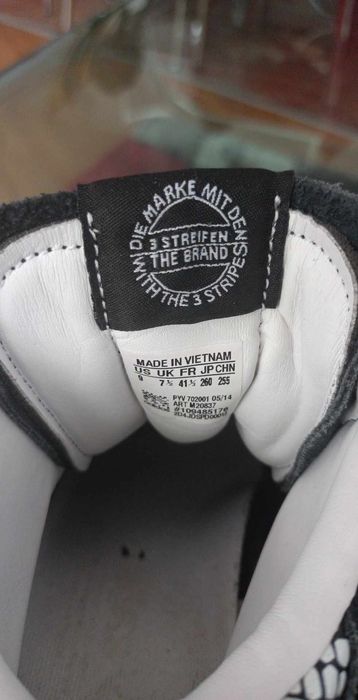 DIE MARKE MIT DEN
3 STREIFEN
THE BRAND
WITH THE 3 STRIPES
MADE IN VIETNAM
US UK FR JP CHN
7½ 41⅓ 260 255
PYV 702001 05/14
ART M20837